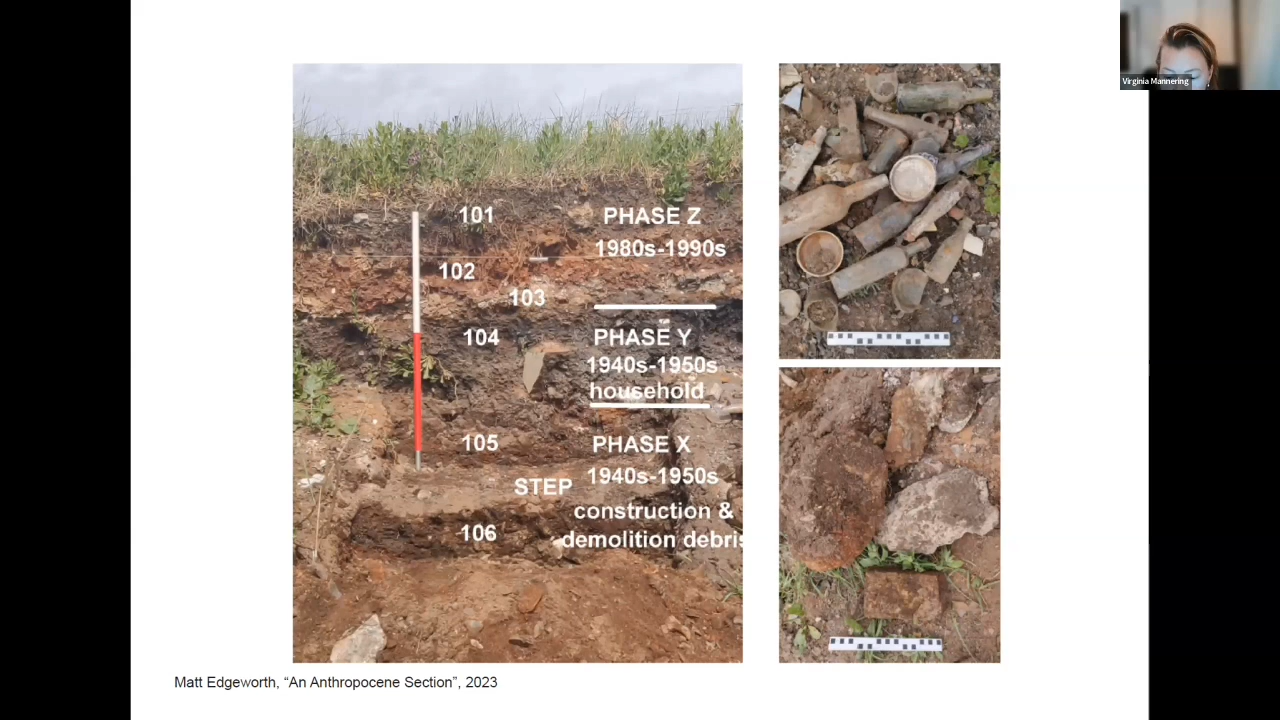 Virginia Mannering
101
PHASE Z
1980s-1990s
102
103
104
PHASE Y
1940s-1950s
household
105
PHASE X
1940s-1950s
STEP
construction &
106
demolition debris
Matt Edgeworth, “An Anthropocene Section”, 2023